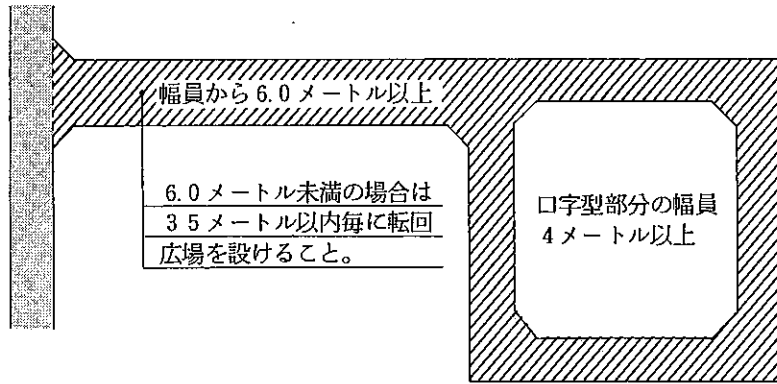 幅員から6.0メートル以上
6.0メートル未満の場合は
35メートル以内毎に転回
広場を設けること。
口字型部分の幅員
4メートル以上